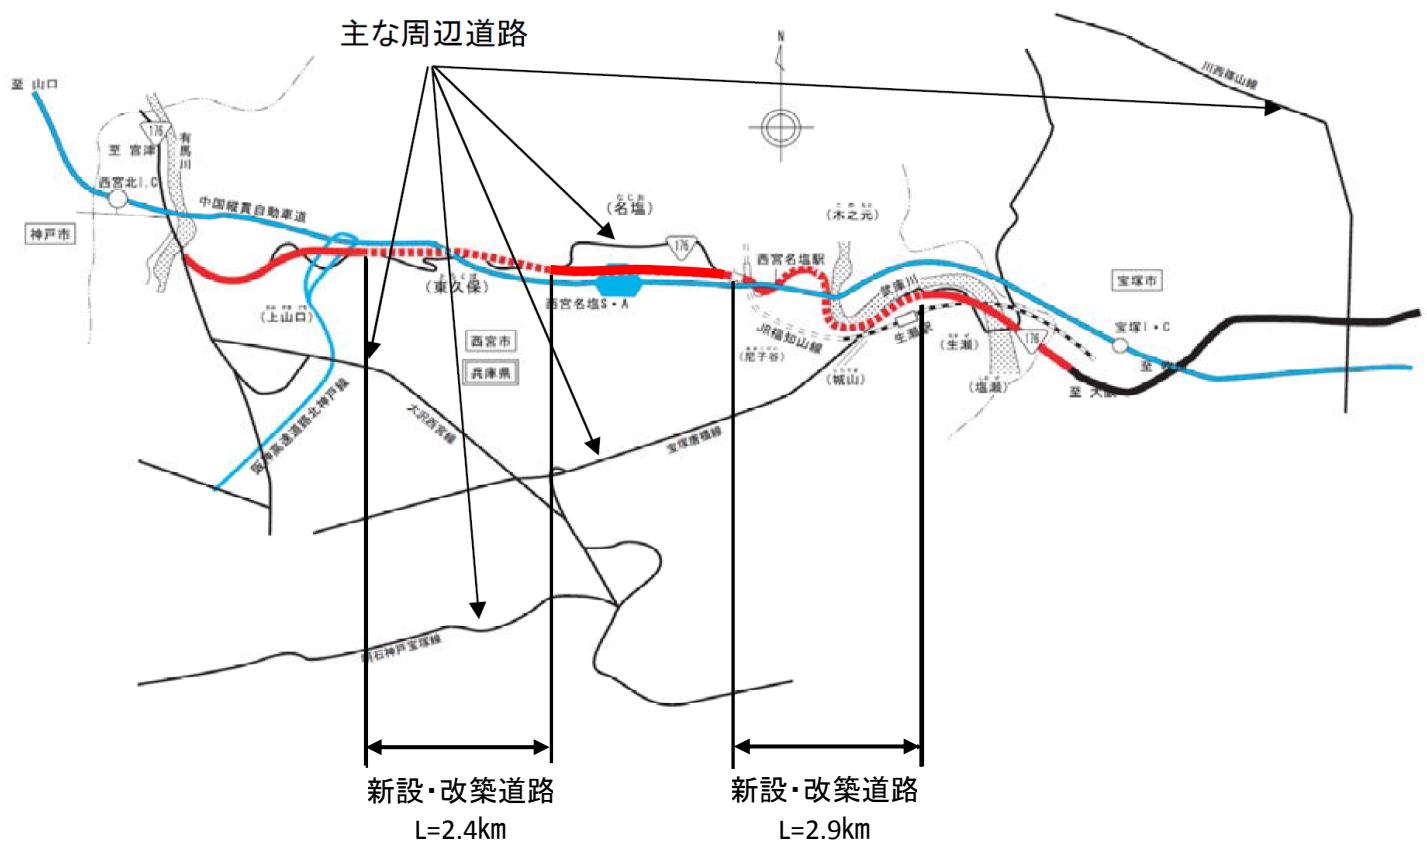 主な周辺道路
N
川西篠山線
至 山口
176
有馬川
至 宮津
西宮北I.C
中国縦貫自動車道
神戸市
なじお
(名塩)
176
(木之元)
西宮名塩駅
武庫川
宝塚市
(東久保)
西宮名塩S・A
(上山口)
西宮市
兵庫県
JR福知山線
生瀬駅
(生瀬)
176
宝塚I・C
(尼子谷)
(城山)
(塩瀬)
至
至 大阪
阪神高速道路北神戸線
大沢西宮線
宝塚唐櫃線
明石神戸宝塚線
新設・改築道路
L=2.4km
新設・改築道路
L=2.9km